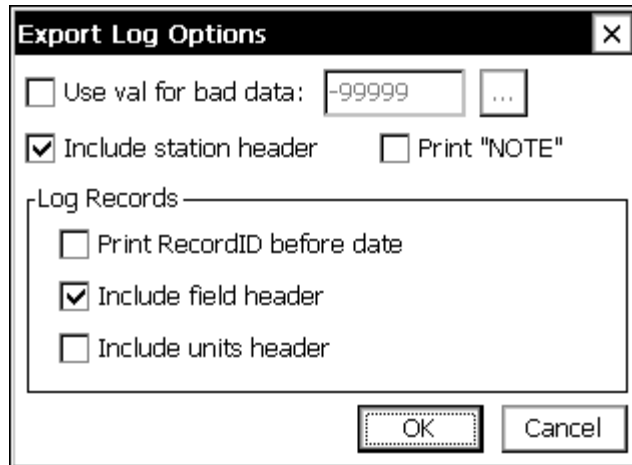 Export Log Options
Use val for bad data: -99999 ...
Include station header Print "NOTE"
Log Records
Print RecordID before date
Include field header
Include units header
OK Cancel